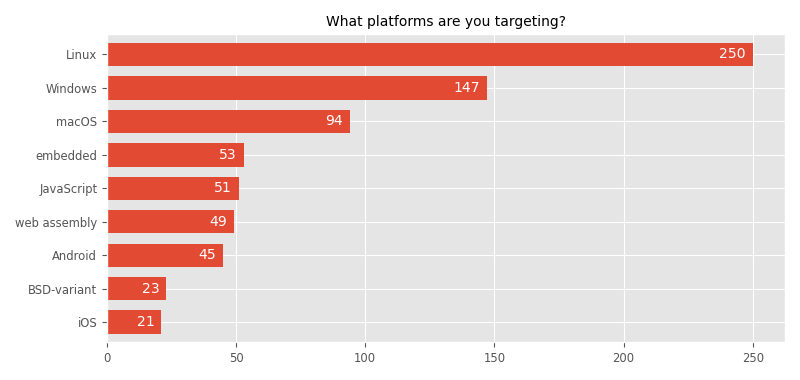 What platforms are you targeting?
Linux 250
Windows 147
macOS 94
embedded 53
JavaScript 51
web assembly 49
Android 45
BSD-variant 23
iOS 21
0 50 100 150 200 250